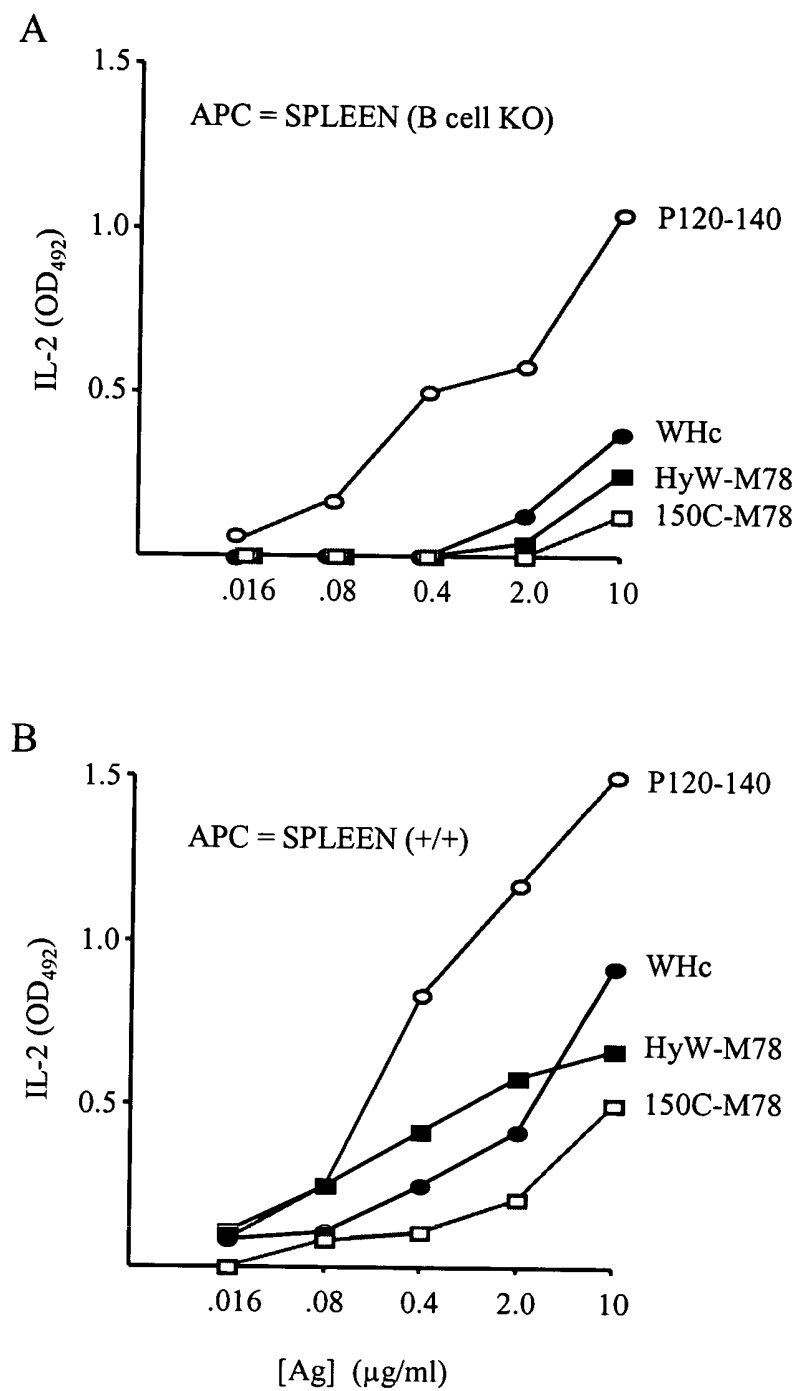 A
1.5
APC = SPLEEN (B cell KO)
P120-140
1.0
IL-2 (OD492)
0.5
WHc
HyW-M78
150C-M78
.016 .08 0.4 2.0 10
B
1.5
P120-140
APC = SPLEEN (+/+)
1.0
WHc
IL-2 (OD492)
HyW-M78
0.5
150C-M78
.016 .08 0.4 2.0 10
[Ag] (µg/ml)